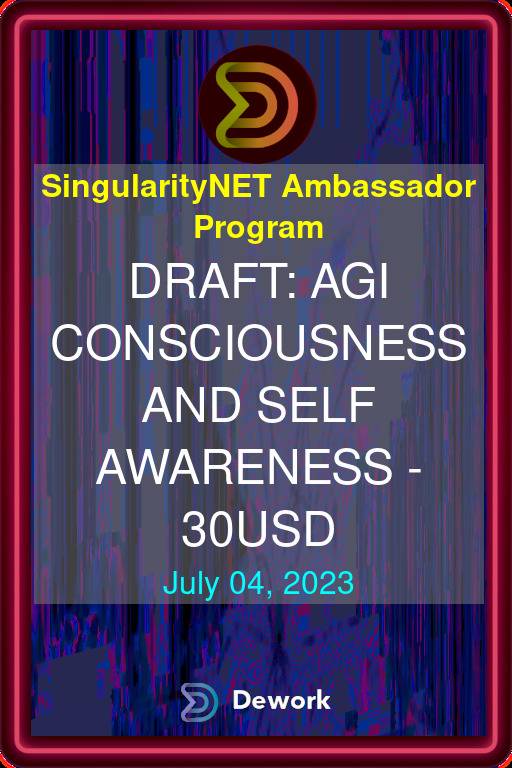 SingularityNET Ambassador
Program
DRAFT: AGI
CONSCIOUSNESS
AND SELF
AWARENESS -
30USD
July 04, 2023
Dework